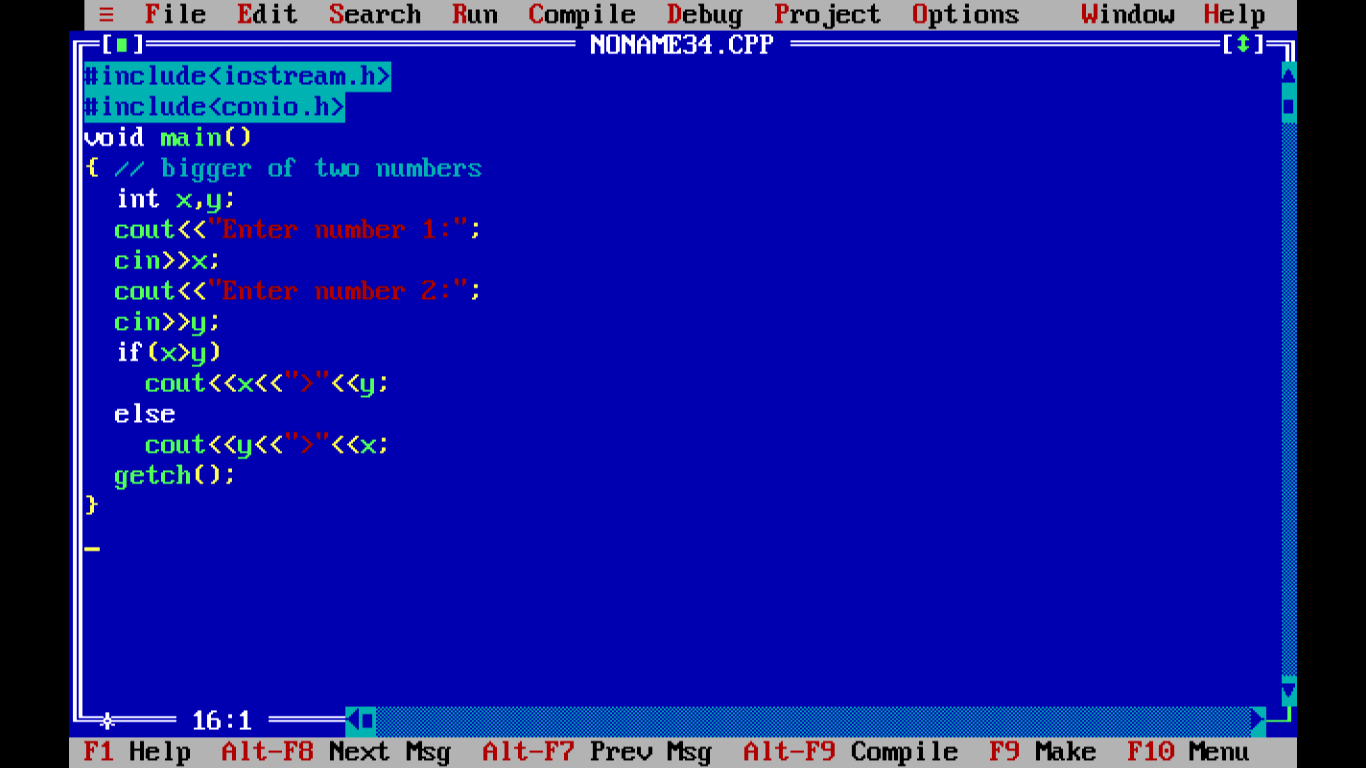 ≡ File Edit Search Run Compile Debug Project Options Window Help
[■] NONAME34.CPP [↕]
#include<iostream.h>
#include<conio.h>
void main()
{ // bigger of two numbers
  int x,y;
  cout<<"Enter number 1:";
  cin>>x;
  cout<<"Enter number 2:";
  cin>>y;
  if(x>y)
    cout<<x<<">"<<y;
  else
    cout<<y<<">"<<x;
  getch();
}
16:1
F1 Help Alt-F8 Next Msg Alt-F7 Prev Msg Alt-F9 Compile F9 Make F10 Menu